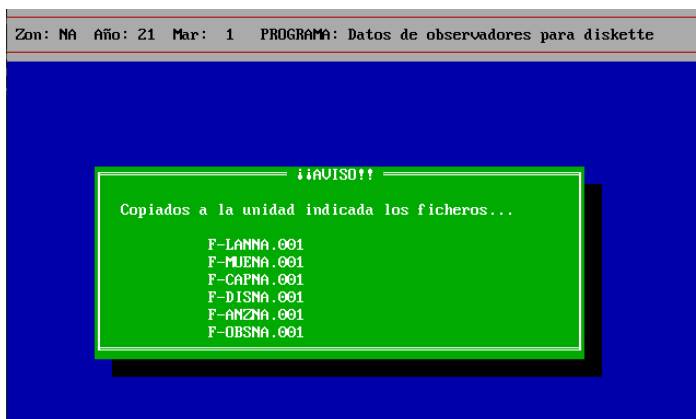 Zon: NA Año: 21 Mar: 1 PROGRAMA: Datos de observadores para diskette
¡¡AVISO!!
Copiados a la unidad indicada los ficheros...
F-LANNA.001
F-MUENA.001
F-CAPNA.001
F-DISNA.001
F-ANZNA.001
F-OBSNA.001